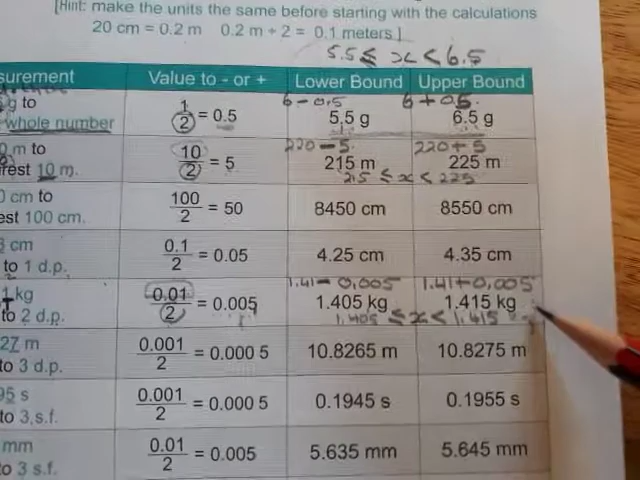 [Hint: make the units the same before starting with the calculations
20 cm = 0.2 m 0.2 m ÷ 2 = 0.1 meters]
5.5 ≤ x < 6.5
surement Value to - or + Lower Bound Upper Bound
g to 1/2 = 0.5 6 - 0.5 6 + 0.5
whole number 5,5 g 6.5 g
m to 10/2 = 5 220 - 5 220 + 5
rest 10 m. 215 m 225 m
215 ≤ x < 225
0 cm to 100/2 = 50 8450 cm 8550 cm
est 100 cm.
cm 0.1/2 = 0.05 4.25 cm 4.35 cm
to 1 d.p.
1 kg 0.01/2 = 0.005 1.41 - 0.005 1.41 + 0.005
to 2 d.p. 1.405 kg 1.415 kg
1.405 ≤ x < 1.415
27 m 0.001/2 = 0.000 5 10.8265 m 10.8275 m
to 3 d.p.
95 s 0.001/2 = 0.000 5 0.1945 s 0.1955 s
to 3,s.f.
mm 0.01/2 = 0.005 5.635 mm 5.645 mm
to 3 s.f.